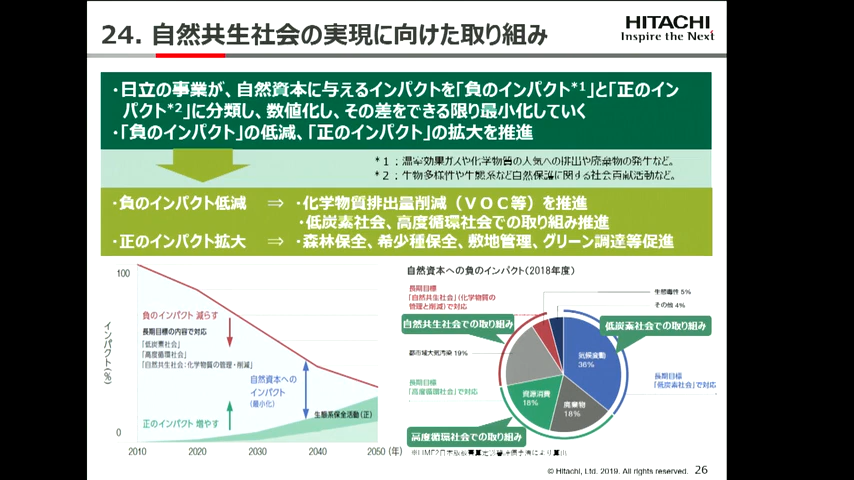 24. 自然共生社会の実現に向けた取り組み
HITACHI
Inspire the Next
・日立の事業が、自然資本に与えるインパクトを「負のインパクト*1」と「正のイン
パクト*2」に分類し、数値化し、その差をできる限り最小化していく
・「負のインパクト」の低減、「正のインパクト」の拡大を推進
*1；温室効果ガスや化学物質の大気への排出や廃棄物の発生など。
*2；生物多様性や生態系など自然保護に関する社会貢献活動など。
・負のインパクト低減 ⇒ ・化学物質排出量削減（ＶＯＣ等）を推進
・低炭素社会、高度循環社会での取り組み推進
・正のインパクト拡大 ⇒ ・森林保全、希少種保全、敷地管理、グリーン調達等促進
100
インパクト(%)
0
負のインパクト 減らす
長期目標の内容で対応
「低炭素社会」
「高度循環社会」
「自然共生社会:化学物質の管理・削減」
自然資本への
インパクト
(最小化)
正のインパクト 増やす
生態系保全活動(正)
2010 2020 2030 2040 2050 (年)
自然資本への負のインパクト(2018年度)
長期目標
「自然共生社会」(化学物質の
管理と削減)で対応
自然共生社会での取り組み
都市域大気汚染 19%
長期目標
「高度循環社会」で対応
高度循環社会での取り組み
生態毒性 5%
その他 4%
低炭素社会での取り組み
気候変動
36%
長期目標
「低炭素社会」で対応
資源消費
18%
廃棄物
18%
© Hitachi, Ltd. 2019. All rights reserved. 26